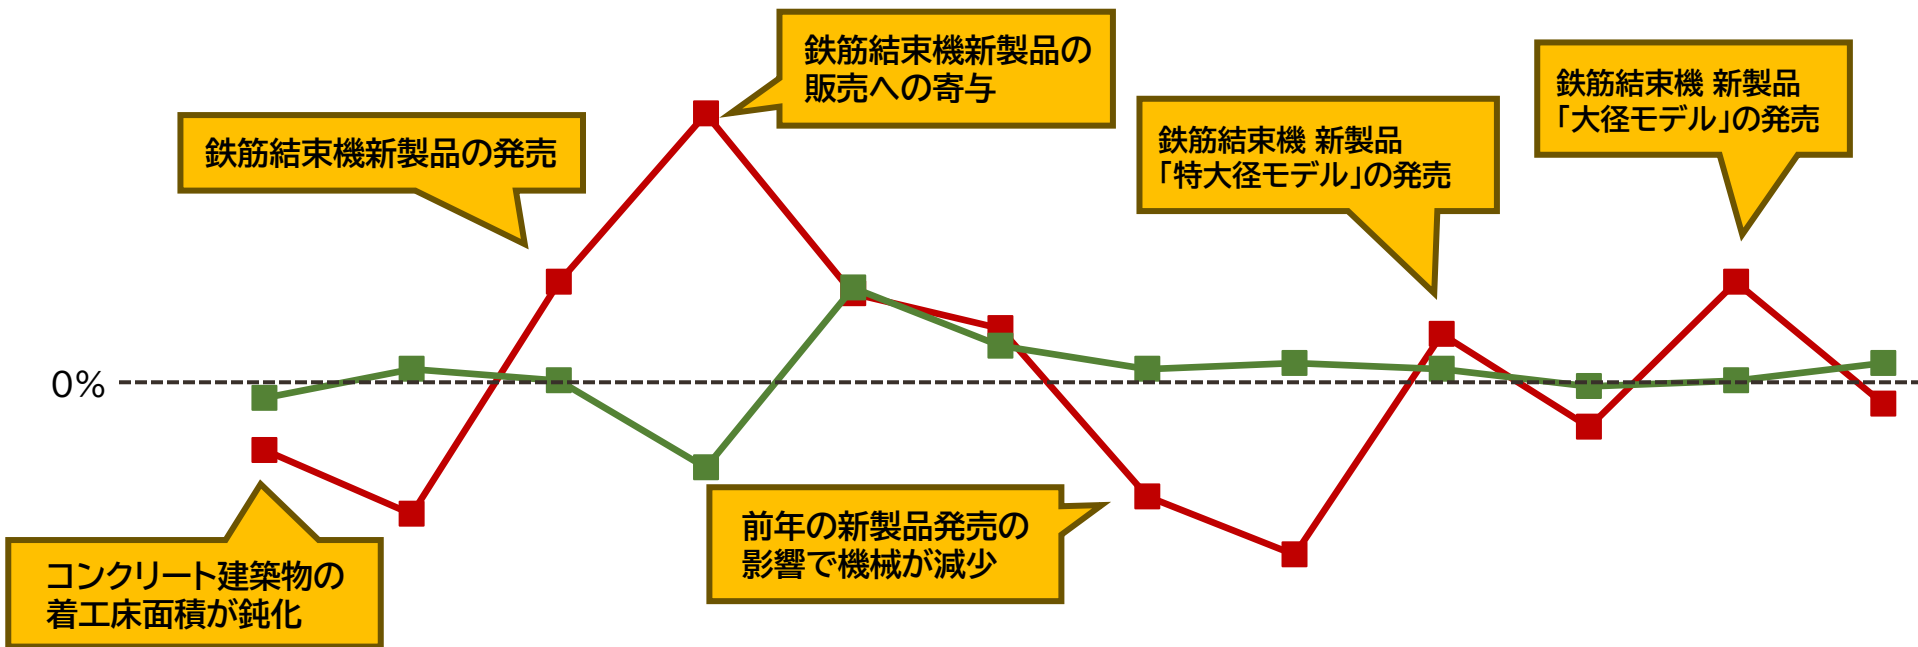 鉄筋結束機新製品の
販売への寄与
鉄筋結束機 新製品
「大径モデル」の発売
鉄筋結束機新製品の発売
鉄筋結束機 新製品
「特大径モデル」の発売
0%
前年の新製品発売の
影響で機械が減少
コンクリート建築物の
着工床面積が鈍化